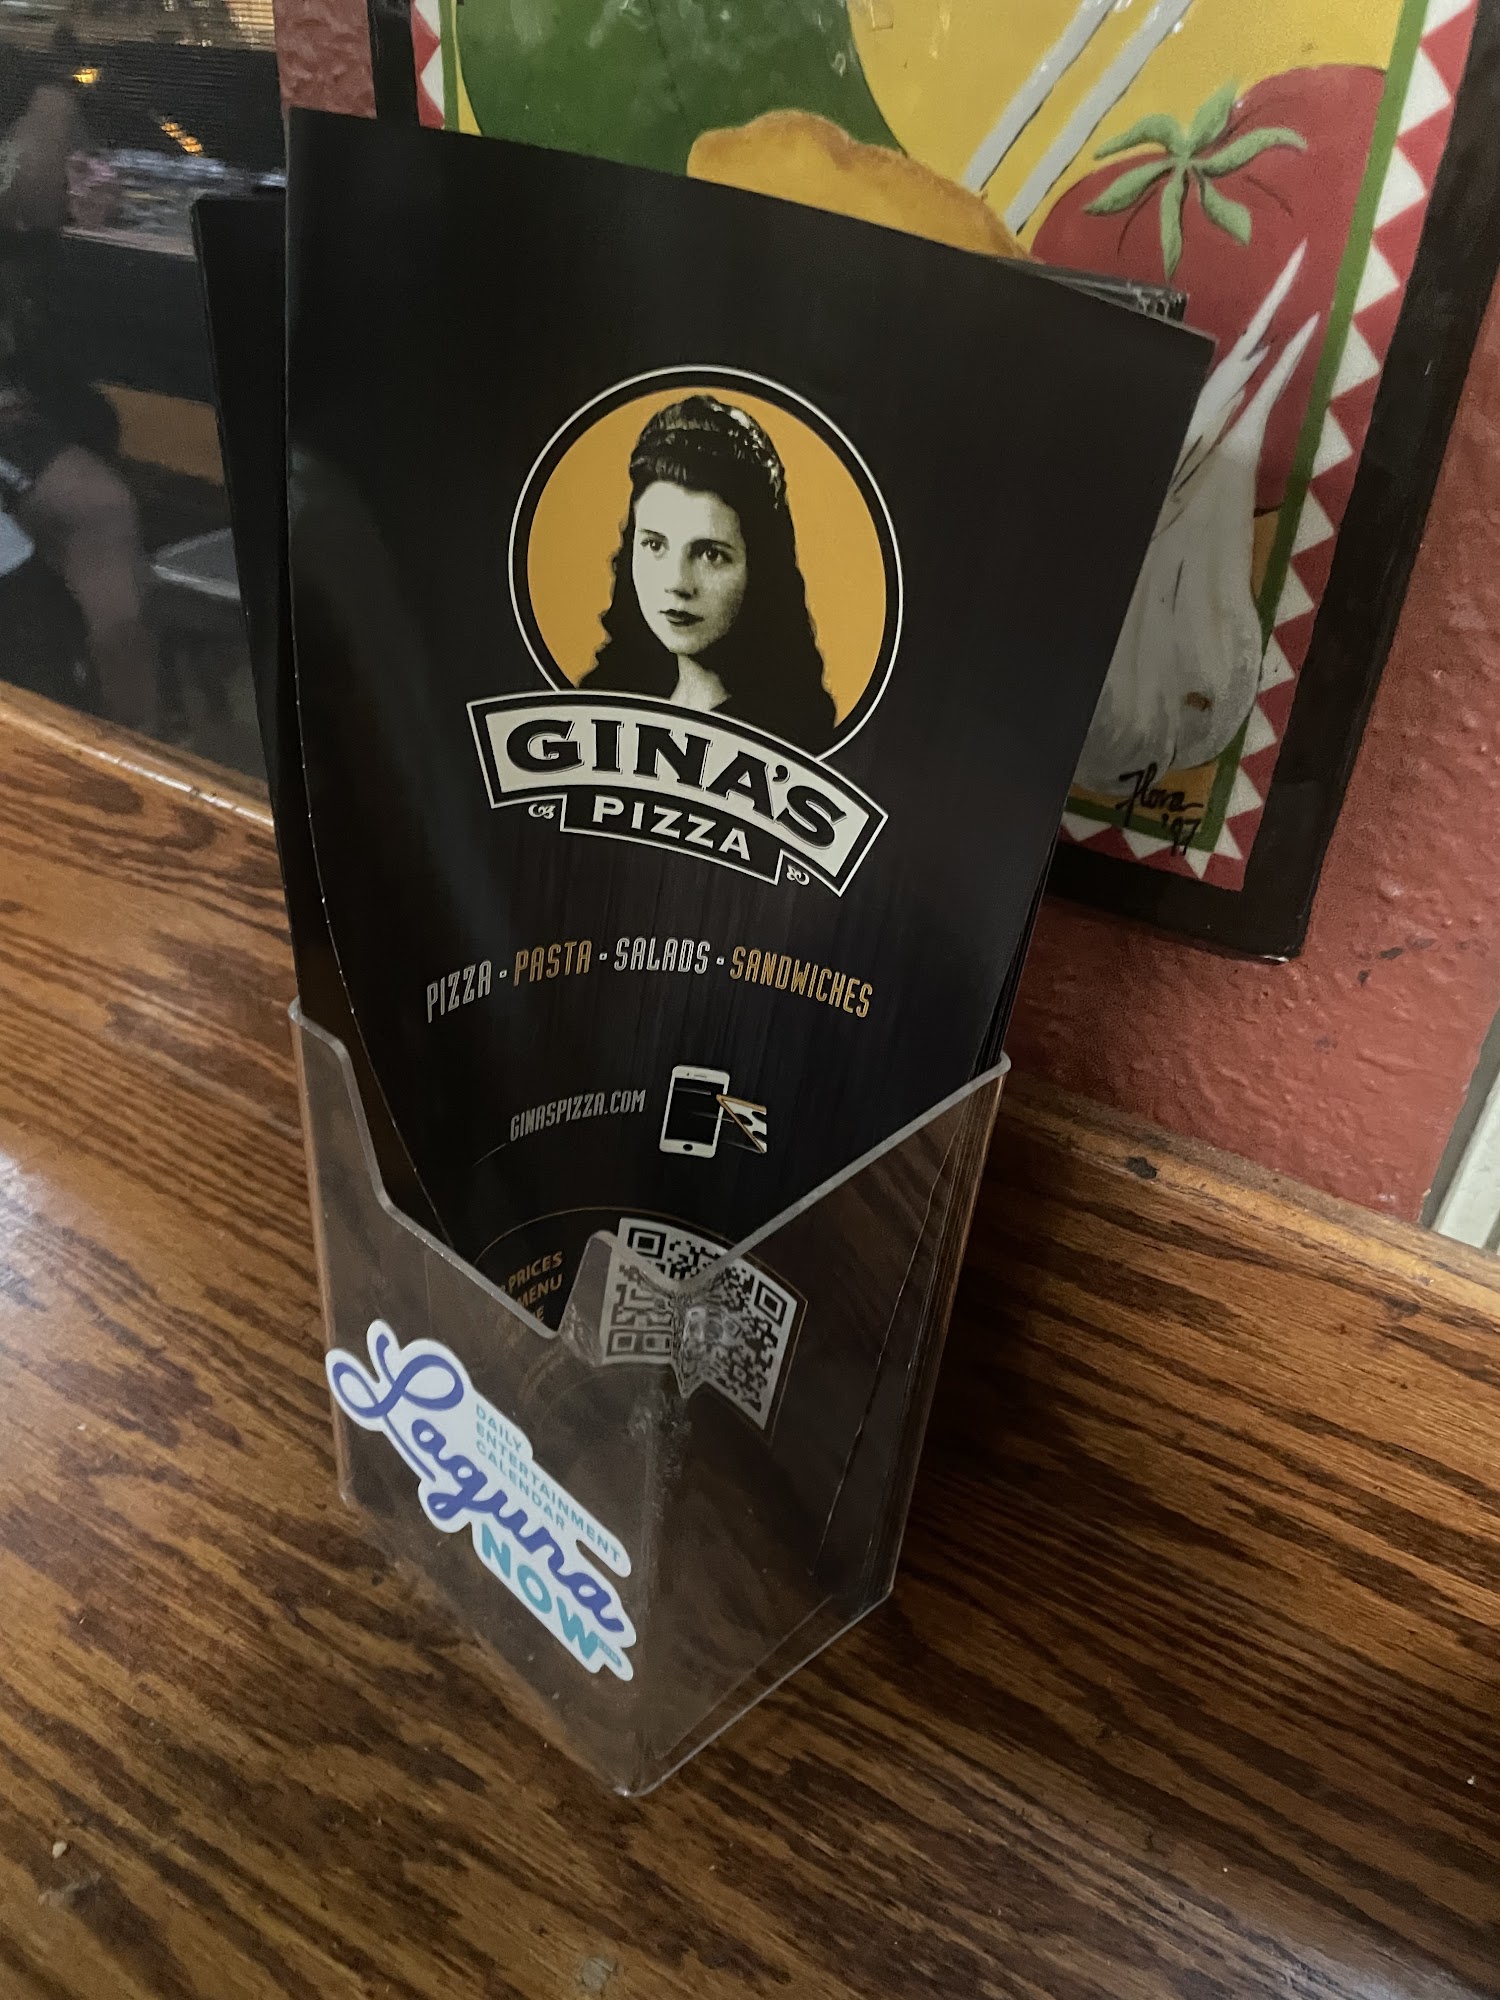 GINA'S
PIZZA
PIZZA • PASTA • SALADS • SANDWICHES
GINASPIZZA.COM
PRICES
MENU
Laguna
DAILY
ENTERTAINMENT
CALENDAR
NOW
Flora
'97